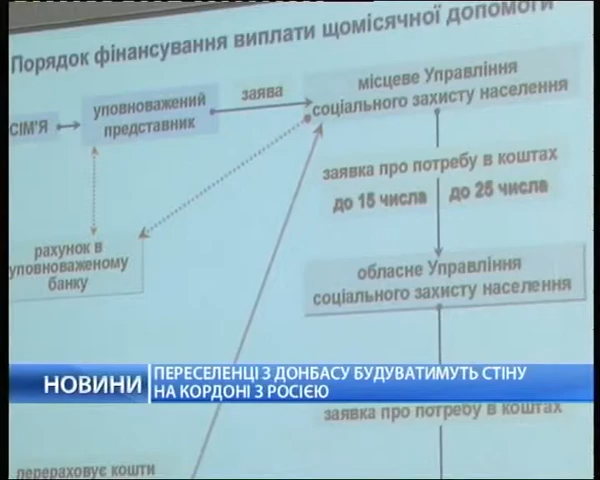 Порядок фінансування виплати щомісячної допомоги
СІМ'Я
уповноважений
представник
заява
місцеве Управління
соціального захисту населення
заявка про потребу в коштах
до 15 числа
до 25 числа
рахунок в
уповноваженому
банку
обласне Управління
соціального захисту населення
НОВИНИ
ПЕРЕСЕЛЕНЦІ З ДОНБАСУ БУДУВАТИМУТЬ СТІНУ
НА КОРДОНІ З РОСІЄЮ
заявка про потребу в коштах
перераховує кошти